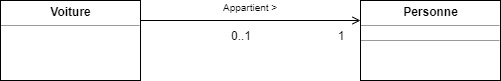 Voiture
Appartient >
Personne
0..1
1